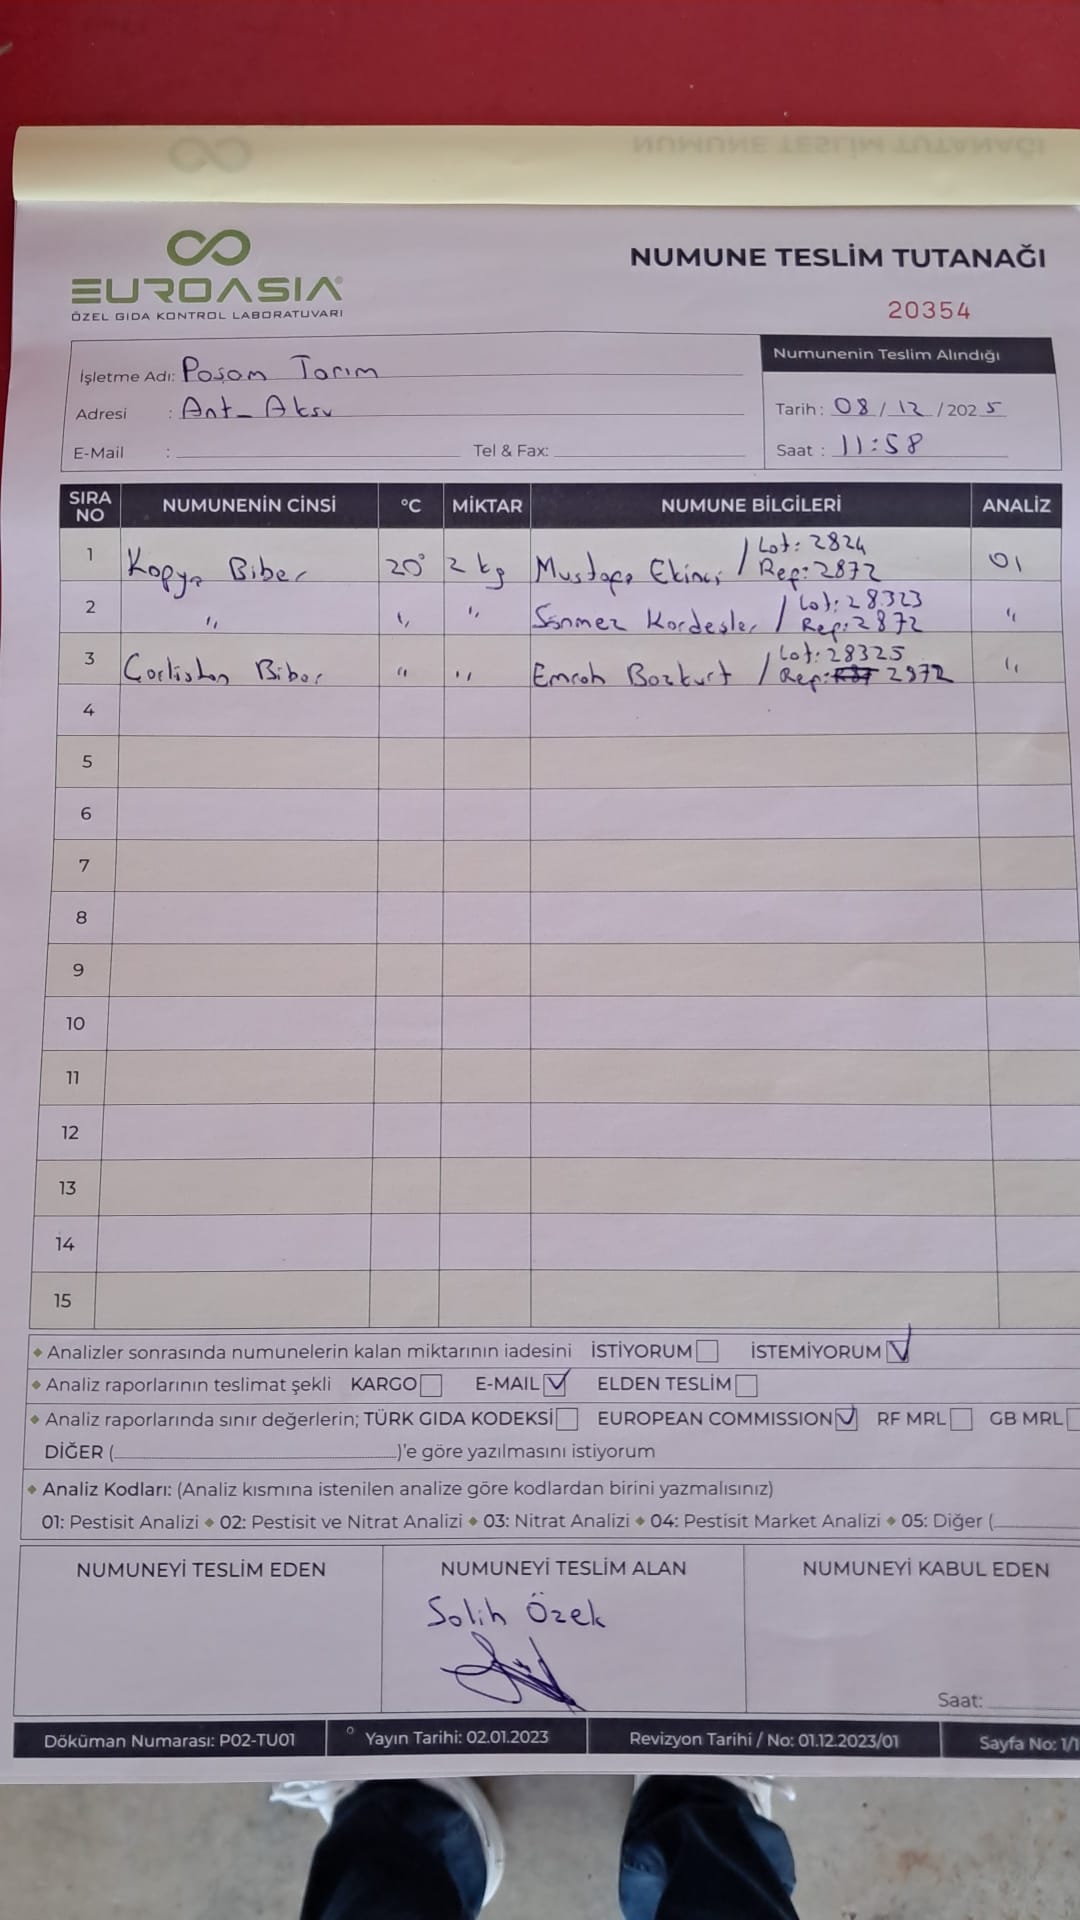 NUMUNE TESLİM TUTANAĞI
EUROASIA
ÖZEL GIDA KONTROL LABORATUVARI
NUMUNE TESLİM TUTANAĞI
20354
İşletme Adı: Poşam Tarım
Adresi : Ant_ Aksu
E-Mail : Tel & Fax:
Numunenin Teslim Alındığı
Tarih: 08/12/2025
Saat : 11:58
SIRA NO NUMUNENİN CİNSİ °C MİKTAR NUMUNE BİLGİLERİ ANALİZ
1 Kapya Biber 20° 2 kg Mustafa Ekinci / Lot: 2824 Rep: 2872 01
2 " " " Sönmez Kardeşler / Lot: 28323 Rep: 2872 "
3 Çarliston Biber " " Emrah Bozkurt / Lot: 28325 Rep: 2872 "
4
5
6
7
8
9
10
11
12
13
14
15
Analizler sonrasında numunelerin kalan miktarının iadesini İSTİYORUM İSTEMİYORUM
Analiz raporlarının teslimat şekli KARGO E-MAIL ELDEN TESLİM
Analiz raporlarında sınır değerlerin; TÜRK GIDA KODEKSİ EUROPEAN COMMISSION RF MRL GB MRL
DİĞER ( )'e göre yazılmasını istiyorum
Analiz Kodları: (Analiz kısmına istenilen analize göre kodlardan birini yazmalısınız)
01: Pestisit Analizi 02: Pestisit ve Nitrat Analizi 03: Nitrat Analizi 04: Pestisit Market Analizi 05: Diğer (
NUMUNEYİ TESLİM EDEN NUMUNEYİ TESLİM ALAN NUMUNEYİ KABUL EDEN
Salih Özek
Saat:
Döküman Numarası: P02-TU01 Yayın Tarihi: 02.01.2023 Revizyon Tarihi / No: 01.12.2023/01 Sayfa No: 1/1